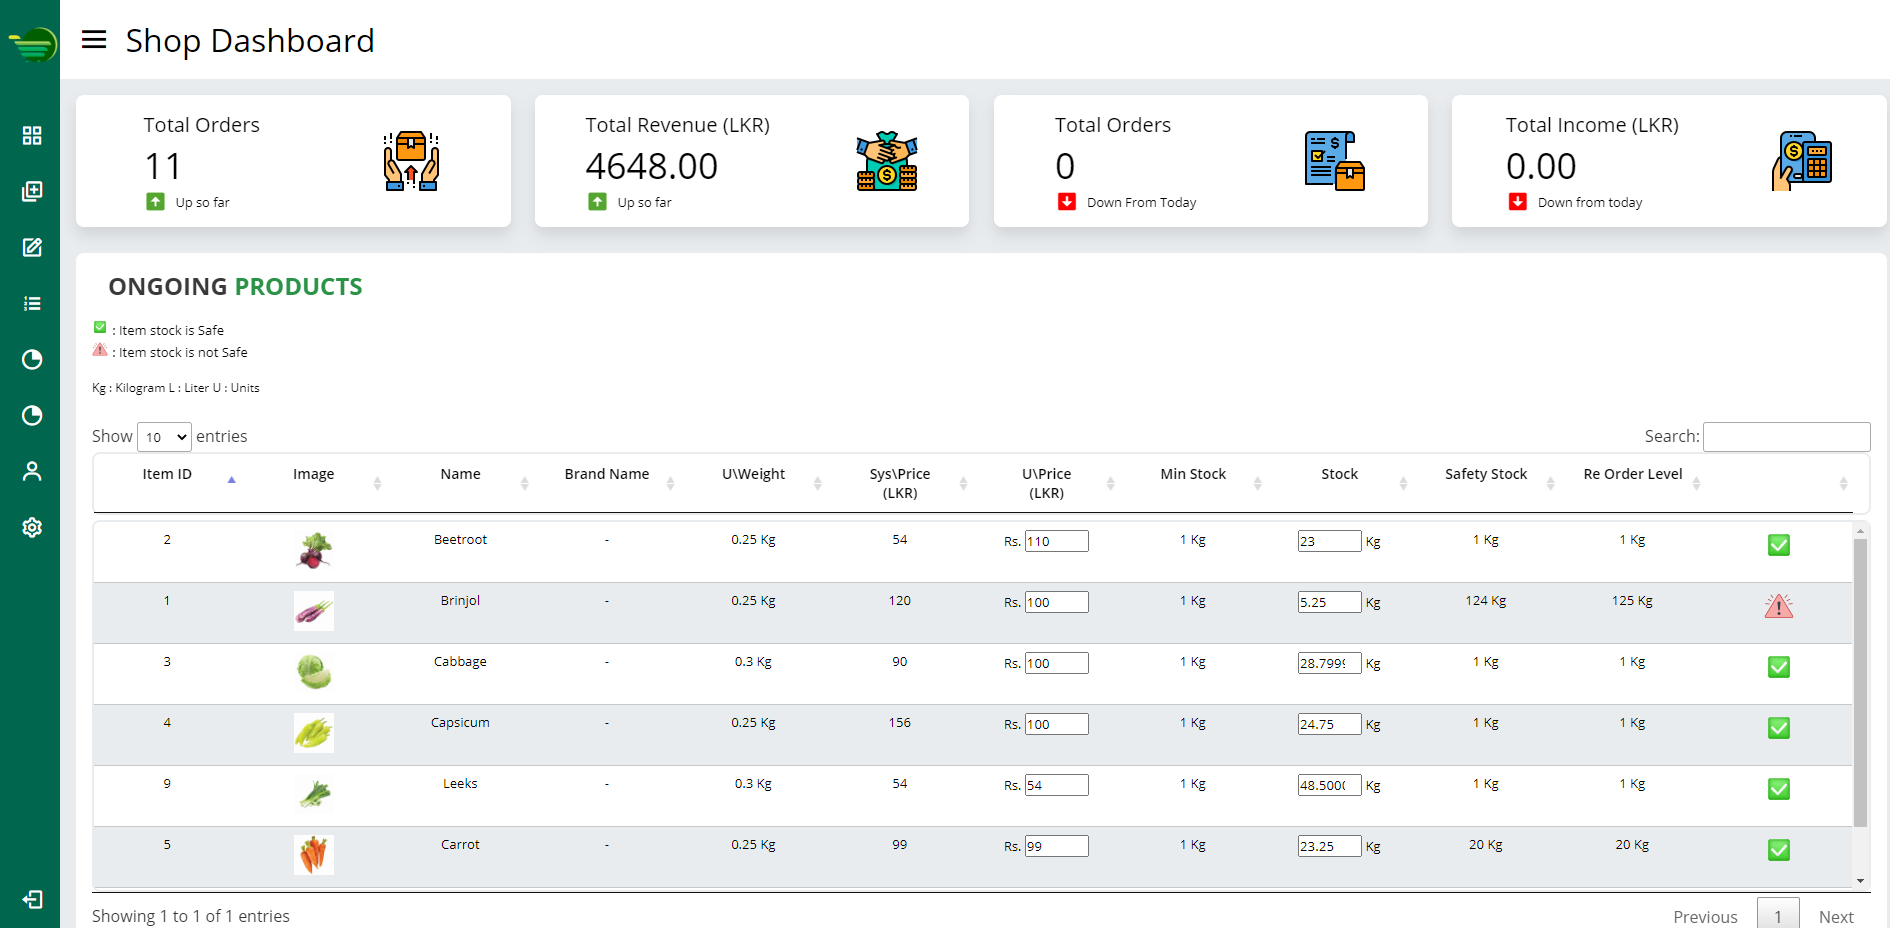 Shop Dashboard
Total Orders
11
Up so far
Total Revenue (LKR)
4648.00
Up so far
Total Orders
0
Down From Today
Total Income (LKR)
0.00
Down from today
ONGOING PRODUCTS
: Item stock is Safe
: Item stock is not Safe
Kg : Kilogram L : Liter U : Units
Show 10 entries
Search:
Item ID Image Name Brand Name U\Weight Sys\Price (LKR) U\Price (LKR) Min Stock Stock Safety Stock Re Order Level
2 Beetroot - 0.25 Kg 54 Rs. 110 1 Kg 23 Kg 1 Kg 1 Kg
1 Brinjol - 0.25 Kg 120 Rs. 100 1 Kg 5.25 Kg 124 Kg 125 Kg
3 Cabbage - 0.3 Kg 90 Rs. 100 1 Kg 28.799 Kg 1 Kg 1 Kg
4 Capsicum - 0.25 Kg 156 Rs. 100 1 Kg 24.75 Kg 1 Kg 1 Kg
9 Leeks - 0.3 Kg 54 Rs. 54 1 Kg 48.500 Kg 1 Kg 1 Kg
5 Carrot - 0.25 Kg 99 Rs. 99 1 Kg 23.25 Kg 20 Kg 20 Kg
Showing 1 to 1 of 1 entries
Previous 1 Next